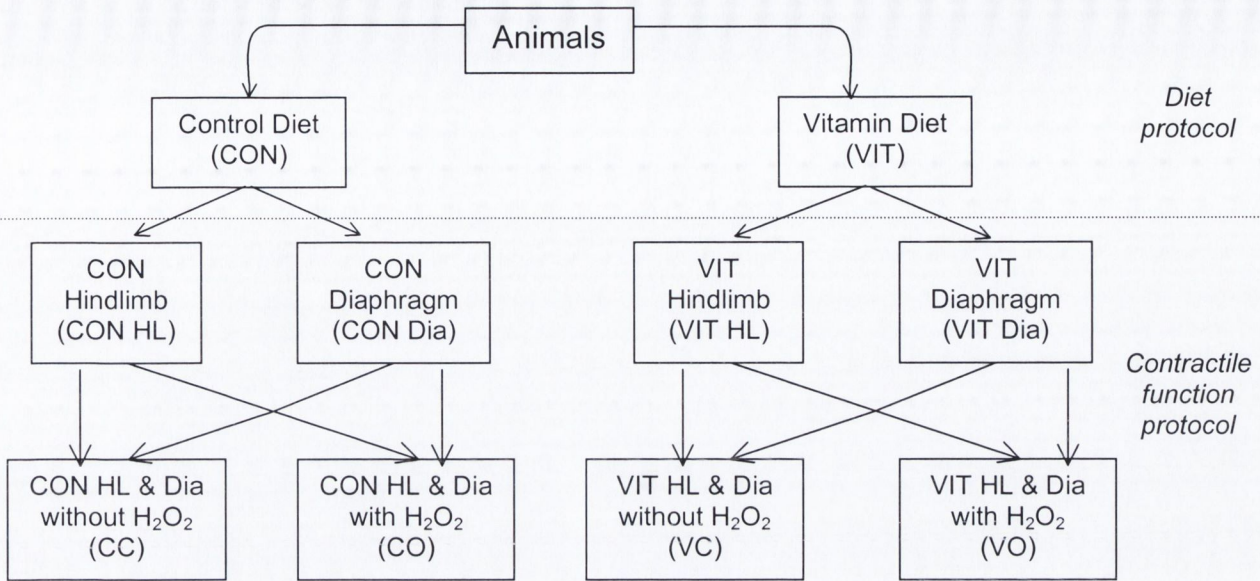 Animals
Control Diet
(CON)
Vitamin Diet
(VIT)
Diet
protocol
CON
Hindlimb
(CON HL)
CON
Diaphragm
(CON Dia)
VIT
Hindlimb
(VIT HL)
VIT
Diaphragm
(VIT Dia)
Contractile
function
protocol
CON HL & Dia
without H₂O₂
(CC)
CON HL & Dia
with H₂O₂
(CO)
VIT HL & Dia
without H₂O₂
(VC)
VIT HL & Dia
with H₂O₂
(VO)